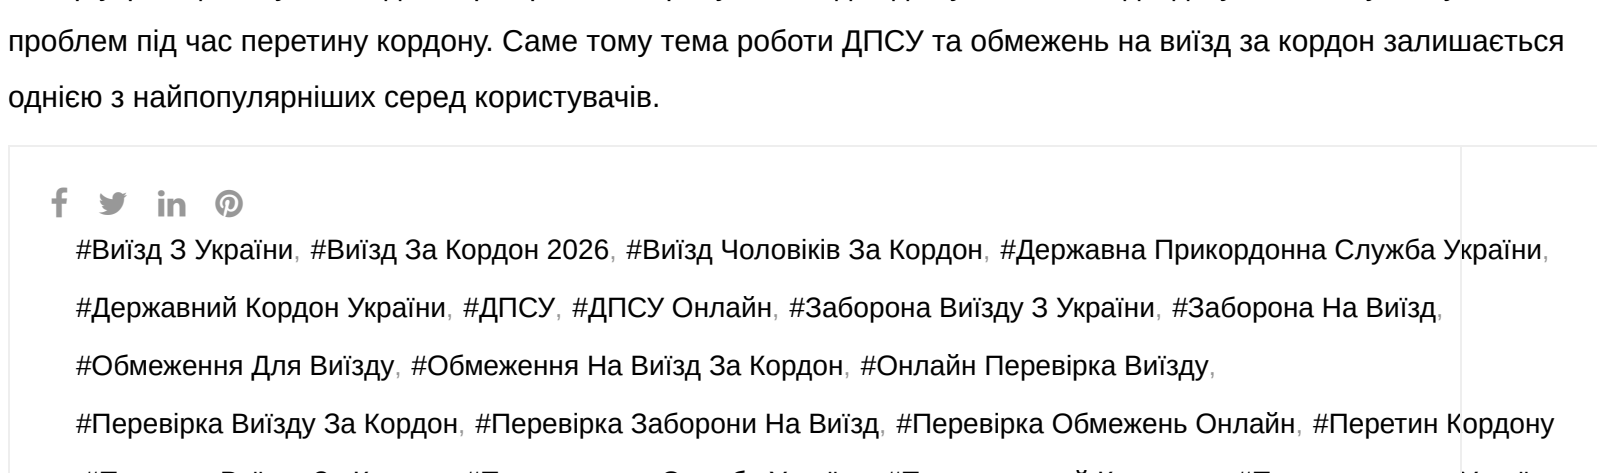 проблем під час перетину кордону. Саме тому тема роботи ДПСУ та обмежень на виїзд за кордон залишається
однією з найпопулярніших серед користувачів.
#Виїзд З України, #Виїзд За Кордон 2026, #Виїзд Чоловіків За Кордон, #Державна Прикордонна Служба України,
#Державний Кордон України, #ДПСУ, #ДПСУ Онлайн, #Заборона Виїзду З України, #Заборона На Виїзд,
#Обмеження Для Виїзду, #Обмеження На Виїзд За Кордон, #Онлайн Перевірка Виїзду,
#Перевірка Виїзду За Кордон, #Перевірка Заборони На Виїзд, #Перевірка Обмежень Онлайн, #Перетин Кордону